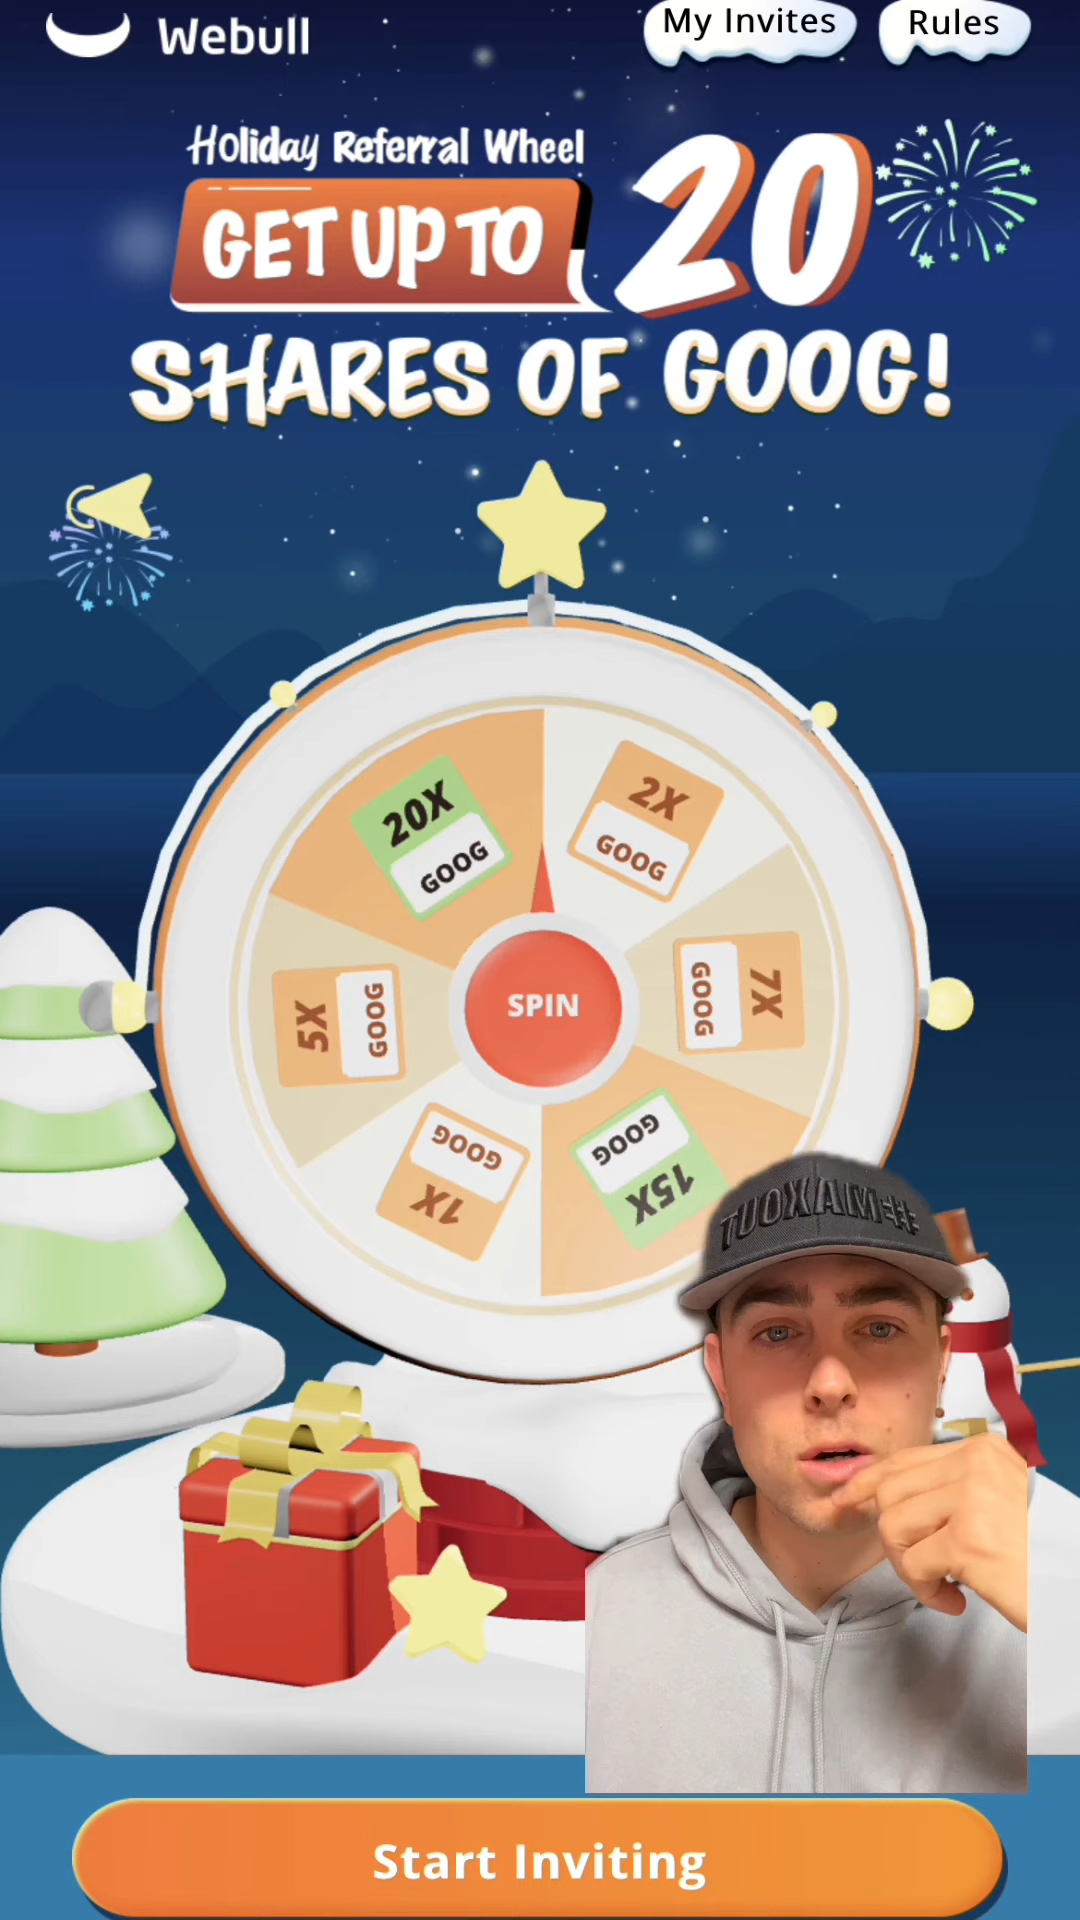 Webull
My Invites
Rules
Holiday Referral Wheel
GET UP TO 20
SHARES OF GOOG!
20X
GOOG
2X
GOOG
5X
GOOG
SPIN
7X
GOOG
1X
GOOG
15X
GOOG
#MAXOUT
Start Inviting